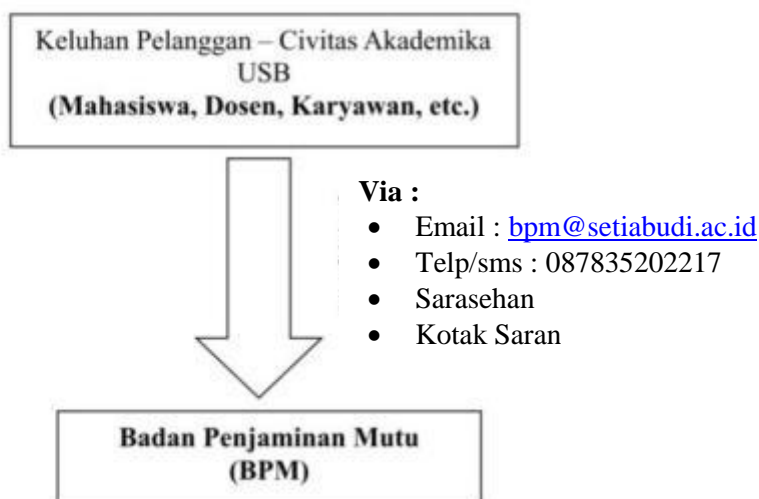 Keluhan Pelanggan – Civitas Akademika
USB
(Mahasiswa, Dosen, Karyawan, etc.)
Via :
• Email : bpm@setiabudi.ac.id
• Telp/sms : 087835202217
• Sarasehan
• Kotak Saran
Badan Penjaminan Mutu
(BPM)